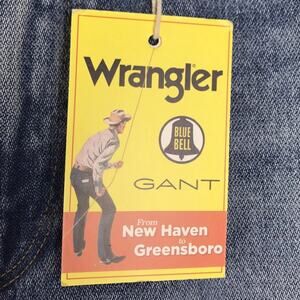 Wrangler
BLUE
BELL
GANT
From
New Haven
to
Greensboro